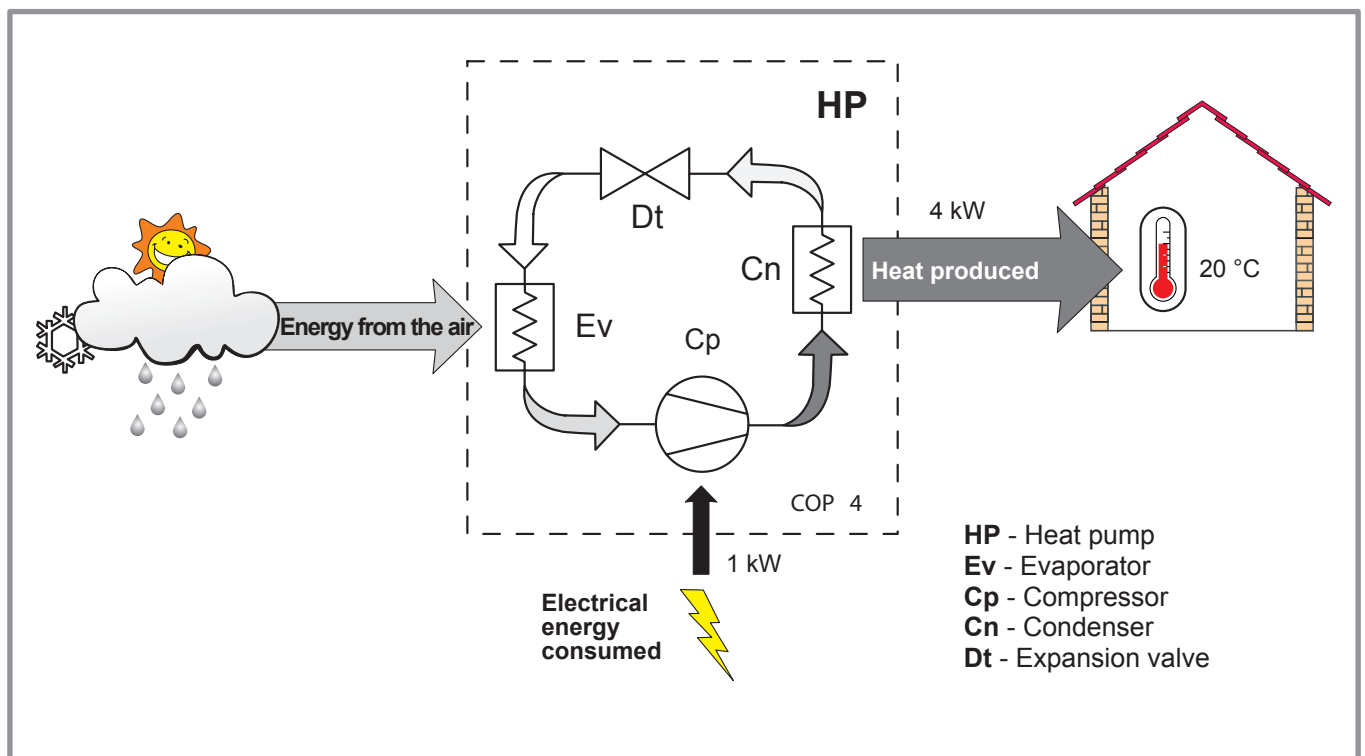 HP
Dt
4 kW
Cn
Heat produced
20 °C
Energy from the air
Ev
Cp
COP 4
1 kW
Electrical
energy
consumed
HP - Heat pump
Ev - Evaporator
Cp - Compressor
Cn - Condenser
Dt - Expansion valve